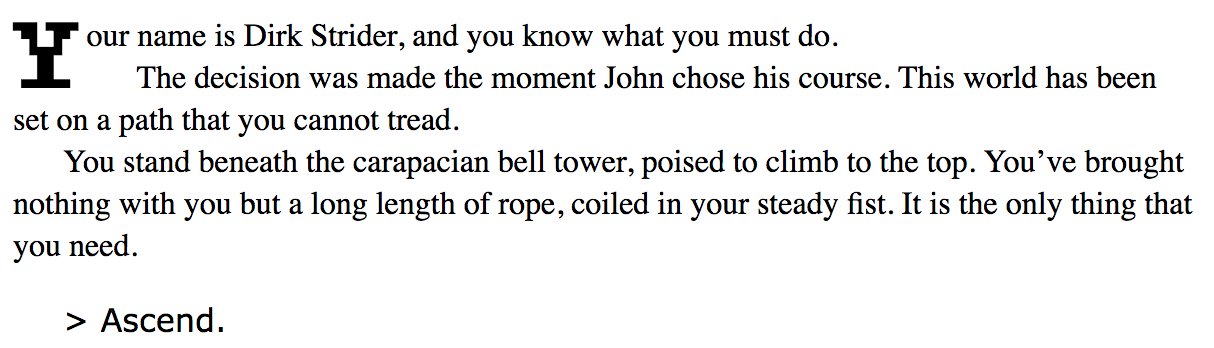 Your name is Dirk Strider, and you know what you must do.
The decision was made the moment John chose his course. This world has been
set on a path that you cannot tread.
You stand beneath the carapacian bell tower, poised to climb to the top. You’ve brought
nothing with you but a long length of rope, coiled in your steady fist. It is the only thing that
you need.
> Ascend.